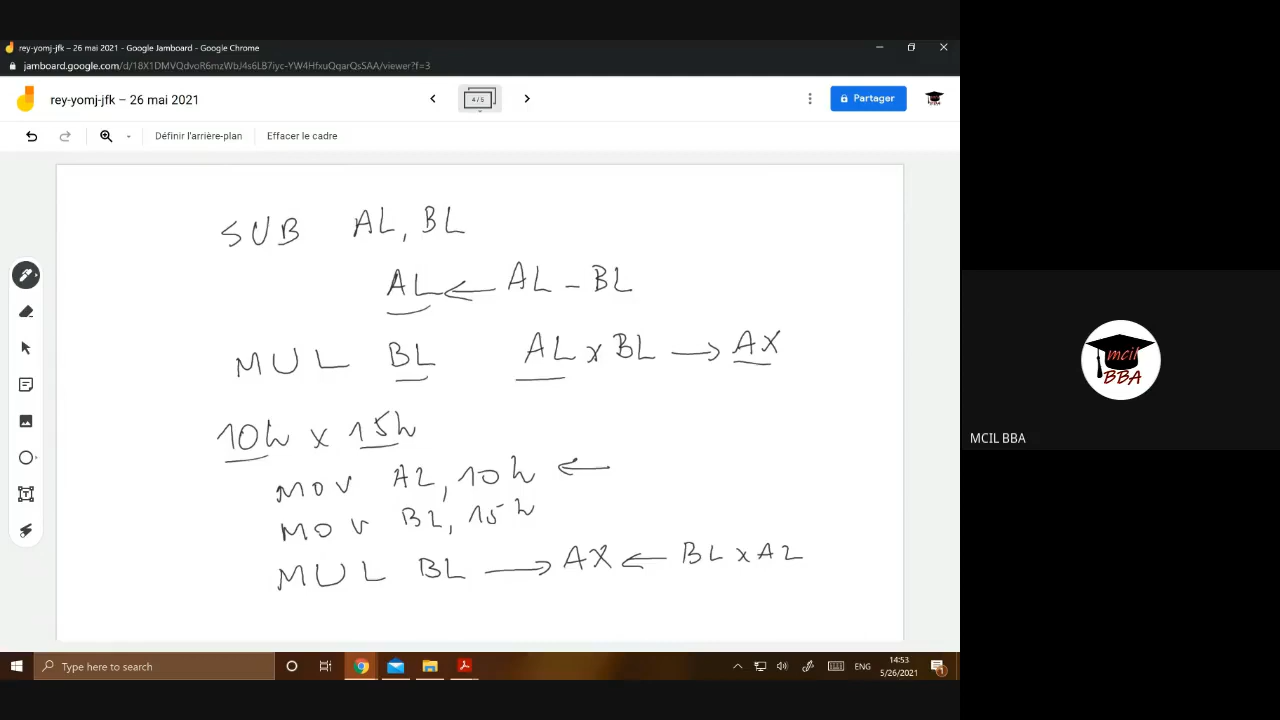 rey-yomj-jfk – 26 mai 2021 - Google Jamboard - Google Chrome
jamboard.google.com/d/18X1DMVQdvoR6mzWbJ4s6LB7iyc-YW4HfxuQqarQsSAA/viewer?f=3
rey-yomj-jfk – 26 mai 2021
4 / 5
Partager
Définir l'arrière-plan
Effacer le cadre
SUB AL, BL
AL ← AL - BL
MUL BL AL x BL → AX
10h x 15h
MOV AL, 10h ←
MOV BL, 15h
MUL BL → AX ← BL x AL
mcil
BBA
MCIL BBA
Type here to search
ENG
14:53
5/26/2021
1